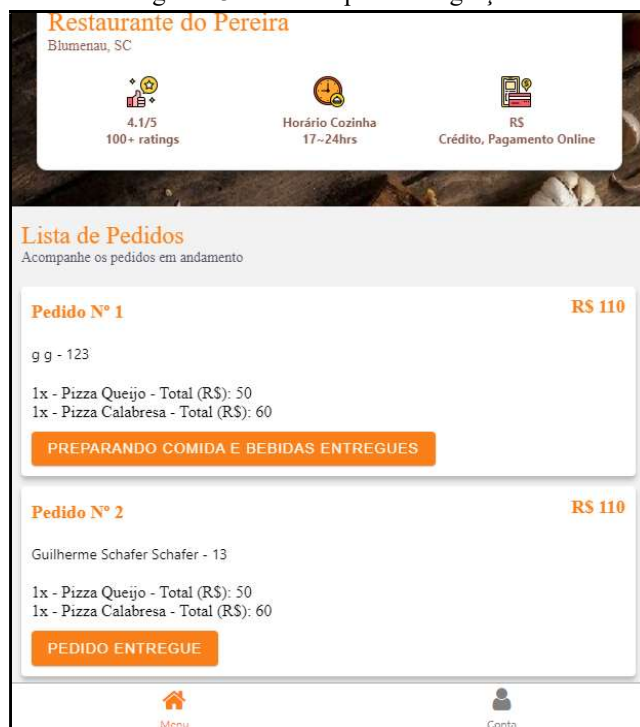 Restaurante do Pereira
Blumenau, SC
4.1/5
100+ ratings
Horário Cozinha
17~24hrs
R$
Crédito, Pagamento Online
Lista de Pedidos
Acompanhe os pedidos em andamento
Pedido Nº 1
R$ 110
g g - 123
1x - Pizza Queijo - Total (R$): 50
1x - Pizza Calabresa - Total (R$): 60
PREPARANDO COMIDA E BEBIDAS ENTREGUES
Pedido Nº 2
R$ 110
Guilherme Schafer Schafer - 13
1x - Pizza Queijo - Total (R$): 50
1x - Pizza Calabresa - Total (R$): 60
PEDIDO ENTREGUE
Menu
Conta